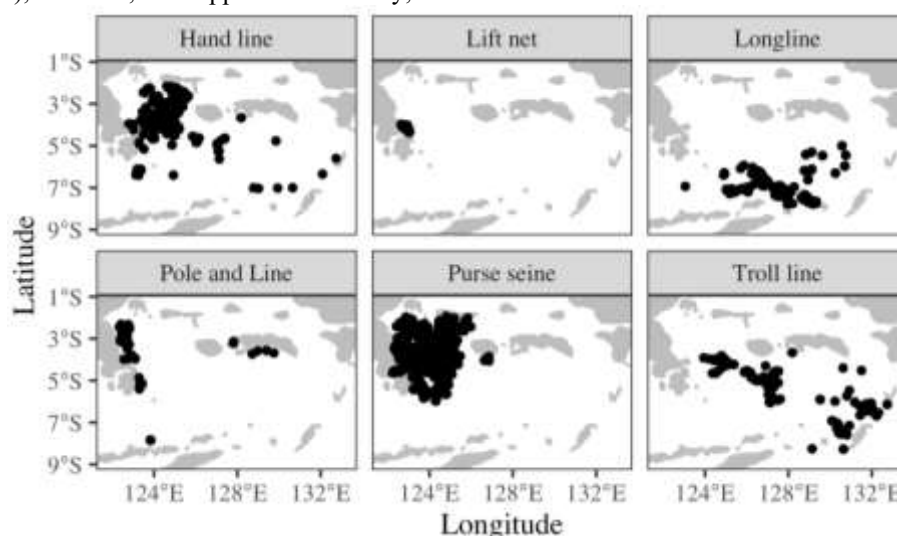 Hand line
Lift net
Longline
1°S
3°S
5°S
7°S
9°S
Latitude
Pole and Line
Purse seine
Troll line
1°S
3°S
5°S
7°S
9°S
124°E 128°E 132°E
124°E 128°E 132°E
124°E 128°E 132°E
Longitude